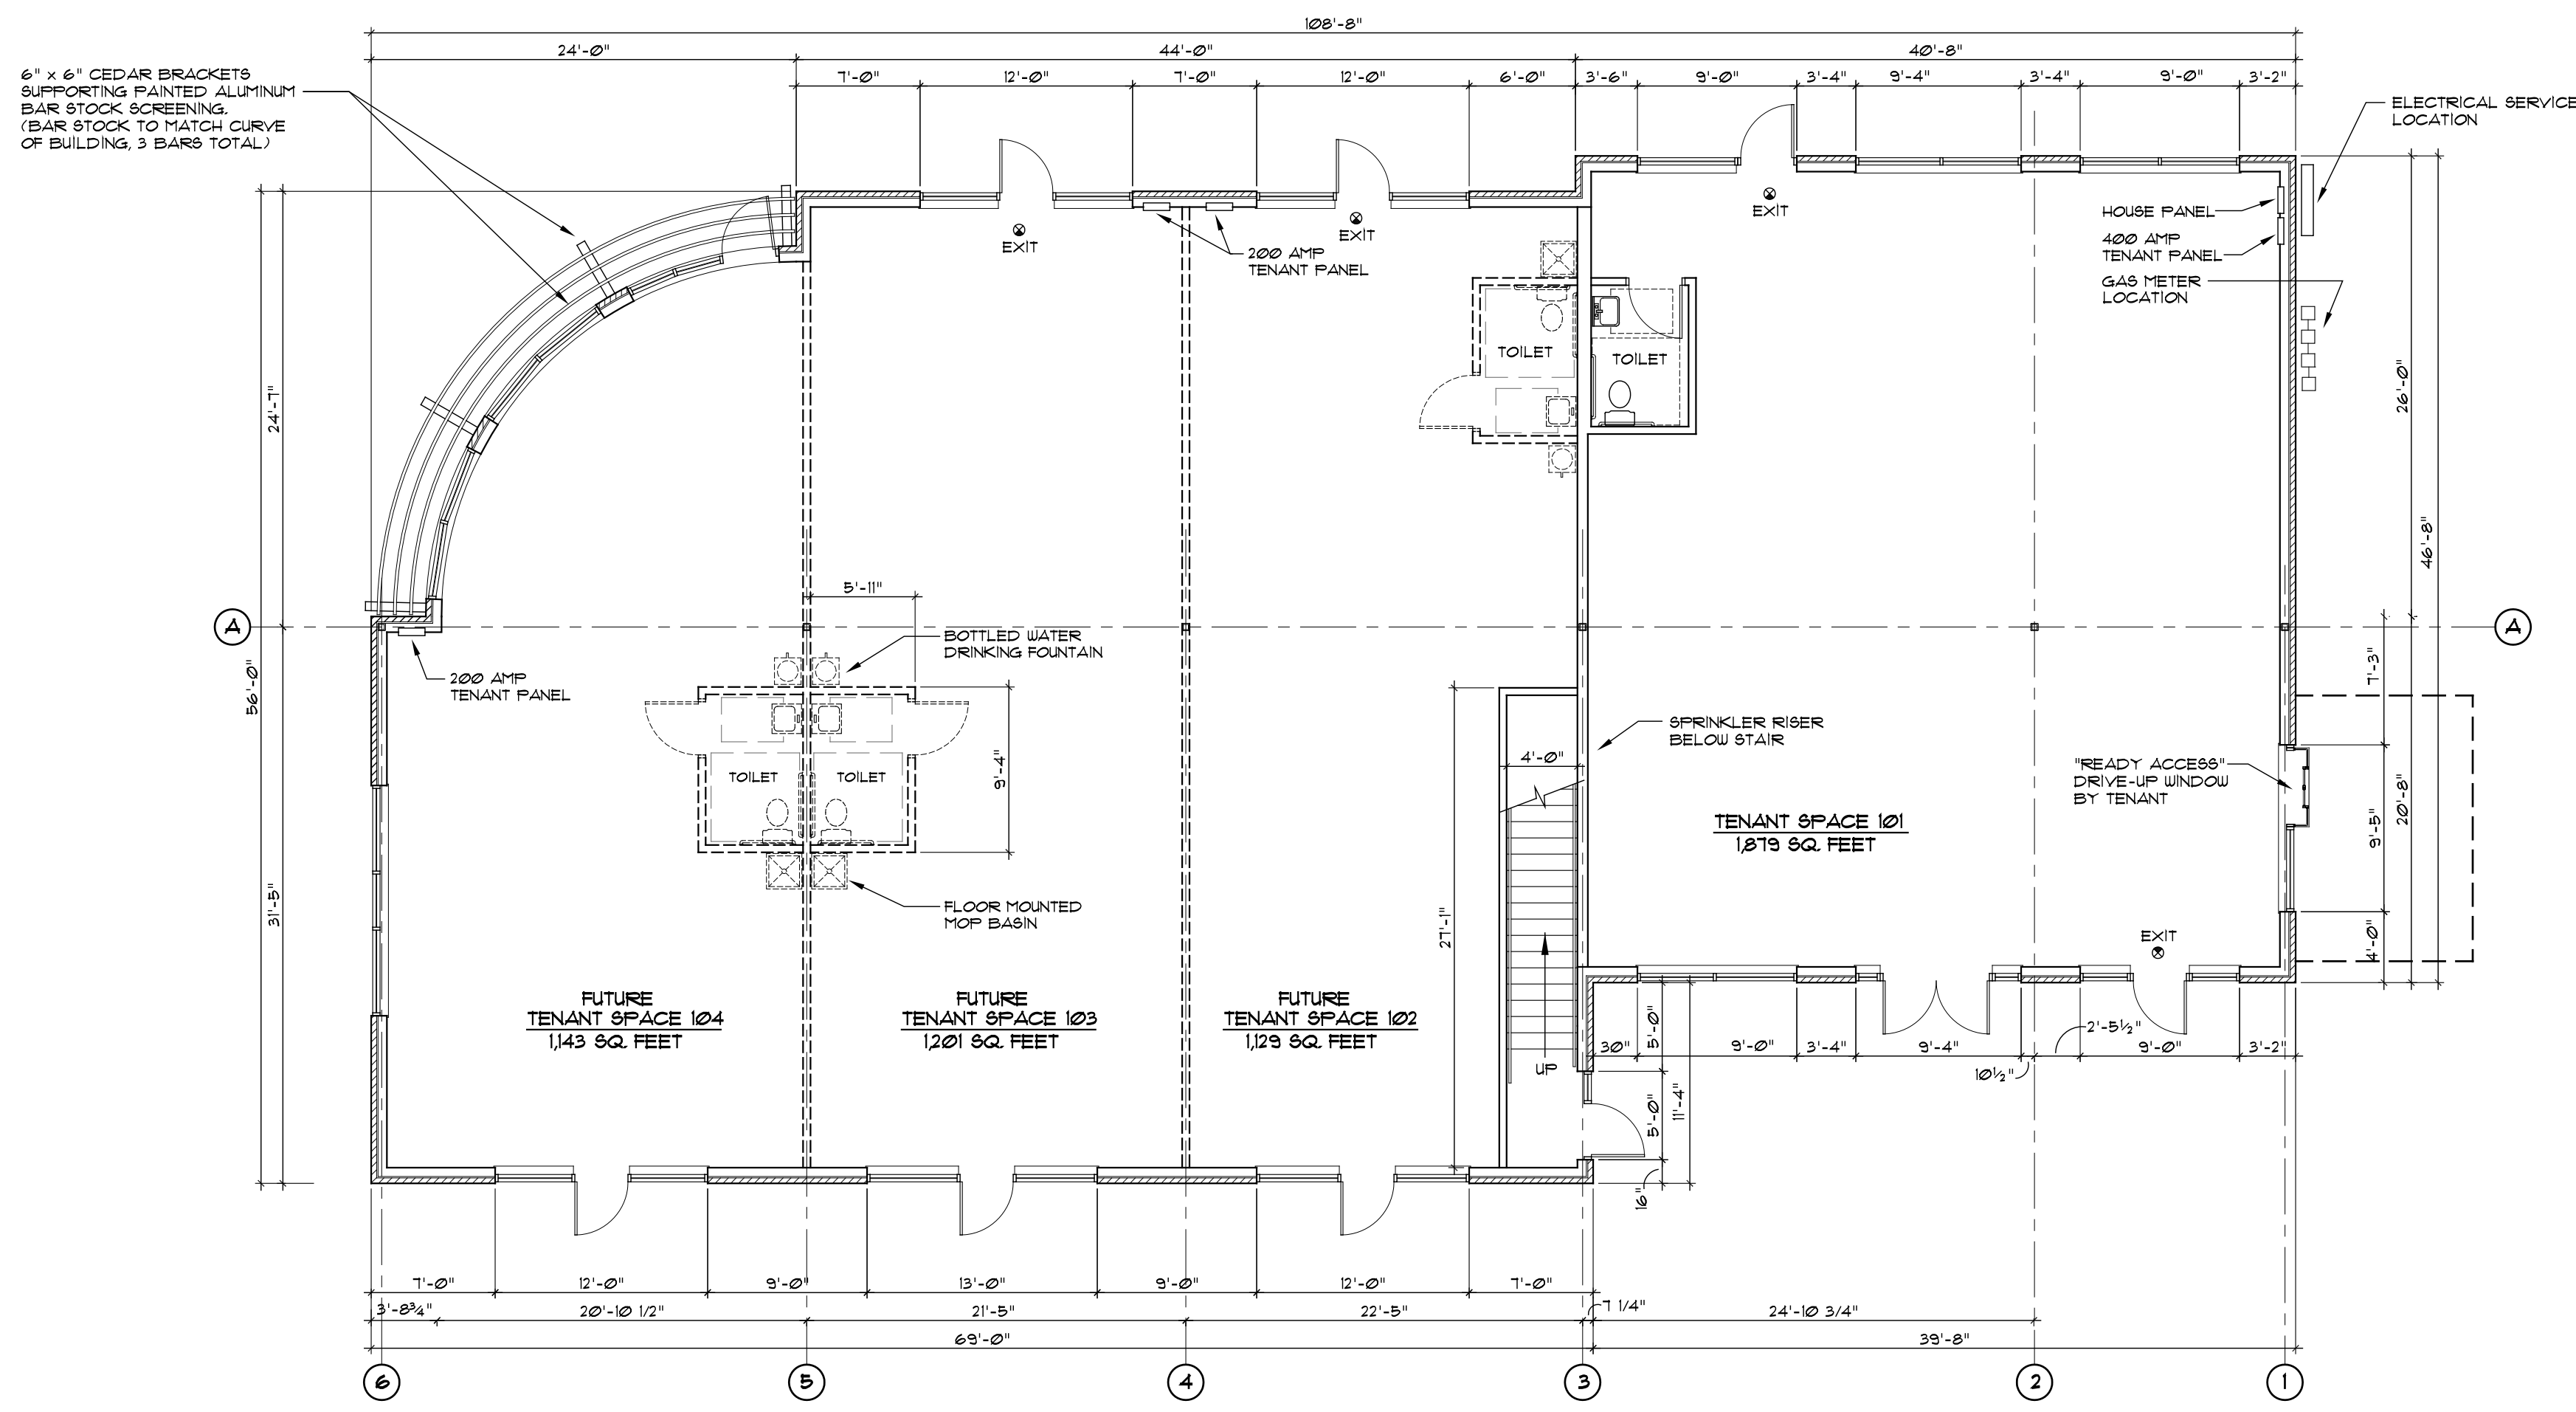 108'-8"
24'-0"
44'-0"
40'-8"
7'-0"
12'-0"
7'-0"
12'-0"
6'-0"
3'-6"
9'-0"
3'-4"
9'-4"
3'-4"
9'-0"
3'-2"
6" x 6" CEDAR BRACKETS
SUPPORTING PAINTED ALUMINUM
BAR STOCK SCREENING.
(BAR STOCK TO MATCH CURVE
OF BUILDING, 3 BARS TOTAL)
ELECTRICAL SERVICE
LOCATION
EXIT
EXIT
EXIT
200 AMP
TENANT PANEL
HOUSE PANEL
400 AMP
TENANT PANEL
GAS METER
LOCATION
TOILET
TOILET
24'-7"
26'-0"
46'-8"
5'-11"
A
A
BOTTLED WATER
DRINKING FOUNTAIN
200 AMP
TENANT PANEL
56'-0"
7'-3"
SPRINKLER RISER
BELOW STAIR
4'-0"
9'-4"
TOILET
TOILET
"READY ACCESS"
DRIVE-UP WINDOW
BY TENANT
20'-8"
9'-5"
TENANT SPACE 101
1,879 SQ. FEET
31'-5"
27'-1"
FLOOR MOUNTED
MOP BASIN
EXIT
4'-0"
FUTURE
TENANT SPACE 104
1,143 SQ. FEET
FUTURE
TENANT SPACE 103
1,201 SQ. FEET
FUTURE
TENANT SPACE 102
1,129 SQ. FEET
UP
5'-0"
30"
9'-0"
3'-4"
9'-4"
10½"
2'-5½"
9'-0"
3'-2"
5'-0"
11'-4"
16"
7'-0"
12'-0"
9'-0"
13'-0"
9'-0"
12'-0"
7'-0"
3'-8¾"
20'-10 1/2"
21'-5"
22'-5"
7 1/4"
24'-10 3/4"
69'-0"
39'-8"
6
5
4
3
2
1